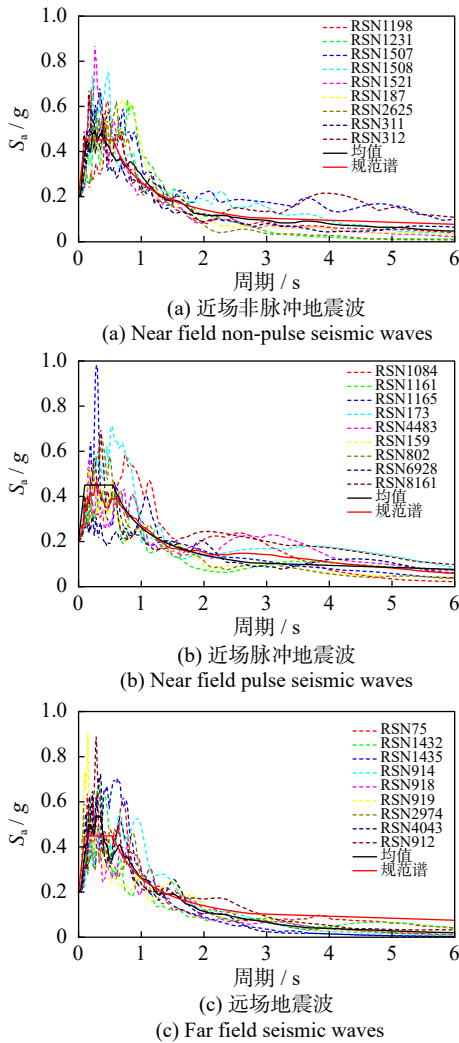 1.0
0.8
0.6
0.4
0.2
0
Sa / g
0 1 2 3 4 5 6
周期 / s
RSN1198
RSN1231
RSN1507
RSN1508
RSN1521
RSN187
RSN2625
RSN311
RSN312
均值
规范谱
(a) 近场非脉冲地震波
(a) Near field non-pulse seismic waves
1.0
0.8
0.6
0.4
0.2
0
Sa / g
0 1 2 3 4 5 6
周期 / s
RSN1084
RSN1161
RSN1165
RSN173
RSN4483
RSN159
RSN802
RSN6928
RSN8161
均值
规范谱
(b) 近场脉冲地震波
(b) Near field pulse seismic waves
1.0
0.8
0.6
0.4
0.2
0
Sa / g
0 1 2 3 4 5 6
周期 / s
RSN75
RSN1432
RSN1435
RSN914
RSN918
RSN919
RSN2974
RSN4043
RSN912
均值
规范谱
(c) 远场地震波
(c) Far field seismic waves